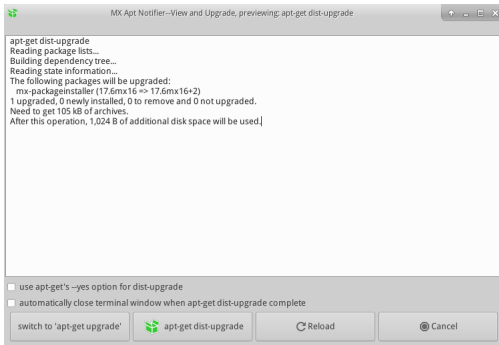 MX Apt Notifier--View and Upgrade, previewing: apt-get dist-upgrade
apt-get dist-upgrade
Reading package lists...
Building dependency tree...
Reading state information...
The following packages will be upgraded:
mx-packageinstaller (17.6mx16 => 17.6mx16+2)
1 upgraded, 0 newly installed, 0 to remove and 0 not upgraded.
Need to get 105 kB of archives.
After this operation, 1,024 B of additional disk space will be used.
use apt-get's --yes option for dist-upgrade
automatically close terminal window when apt-get dist-upgrade complete
switch to 'apt-get upgrade'
apt-get dist-upgrade
Reload
Cancel